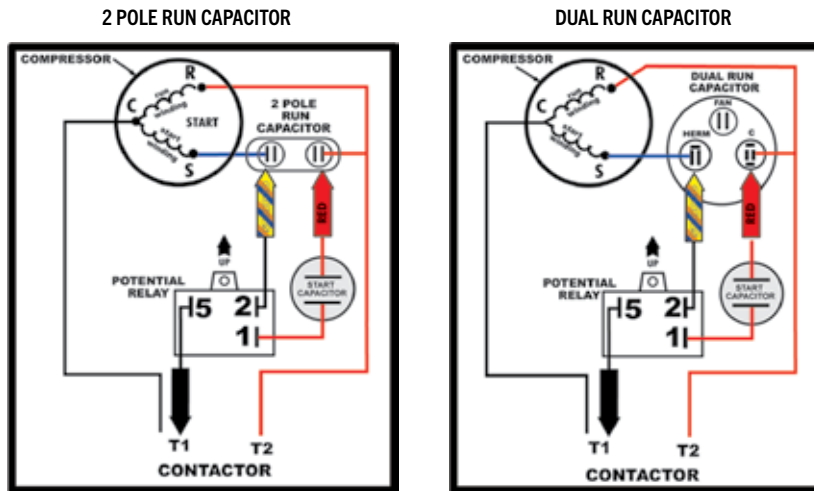 2 POLE RUN CAPACITOR
COMPRESSOR
R
run
winding
C
START
start
winding
S
2 POLE
RUN
CAPACITOR
RED
UP
POTENTIAL
RELAY
START
CAPACITOR
5
2
1
T1
T2
CONTACTOR
DUAL RUN CAPACITOR
COMPRESSOR
R
run
winding
C
start
winding
S
DUAL RUN
CAPACITOR
FAN
HERM
C
RED
UP
POTENTIAL
RELAY
START
CAPACITOR
5
2
1
T1
T2
CONTACTOR